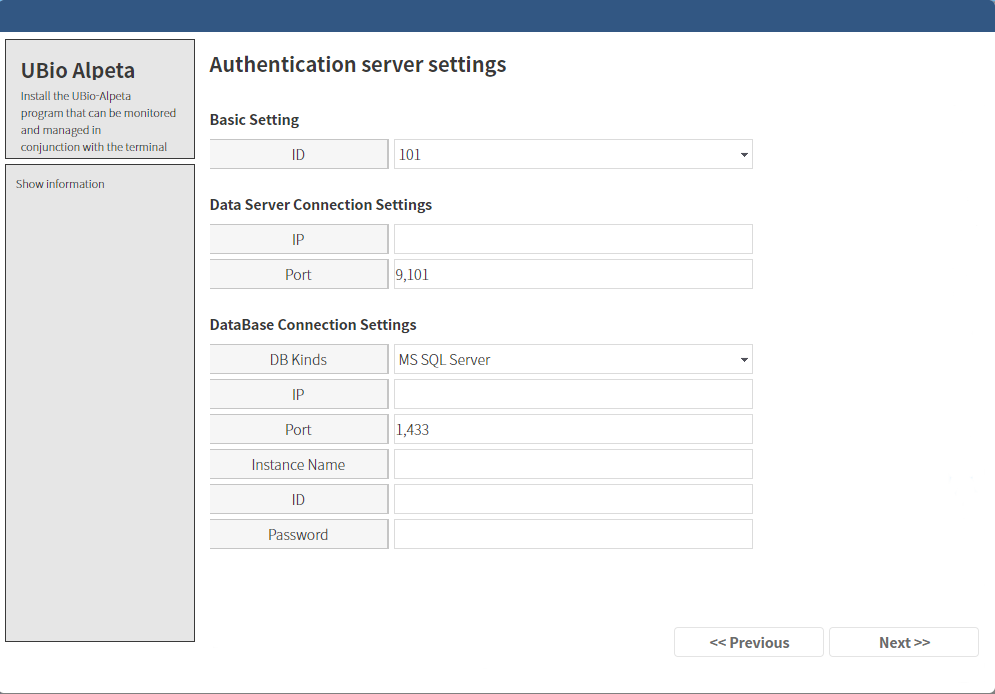 UBio Alpeta
Install the UBio-Alpeta
program that can be monitored
and managed in
conjunction with the terminal
Show information
Authentication server settings
Basic Setting
ID 101
Data Server Connection Settings
IP
Port 9,101
DataBase Connection Settings
DB Kinds MS SQL Server
IP
Port 1,433
Instance Name
ID
Password
<< Previous Next >>